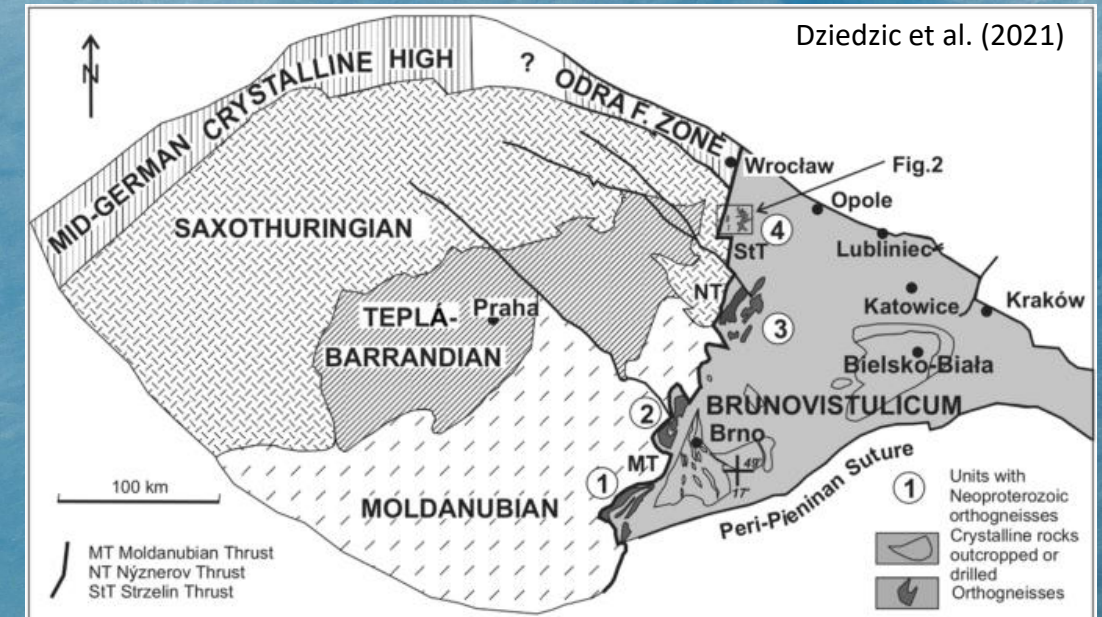 Dziedzic et al. (2021)
N
MID-GERMAN CRYSTALLINE HIGH
?
ODRA F. ZONE
Wrocław
Fig.2
Opole
SAXOTHURINGIAN
4
StT
Lubliniec
NT
Katowice
Kraków
TEPLÁ-
Praha
BARRANDIAN
3
Bielsko-Biała
2
BRUNOVISTULICUM
Brno
MT
49°
17°
1
Peri-Pieninan Suture
100 km
MOLDANUBIAN
MT Moldanubian Thrust
NT Nýznerov Thrust
StT Strzelin Thrust
1
Units with
Neoproterozoic
orthogneisses
Crystalline rocks
outcropped or
drilled
Orthogneisses